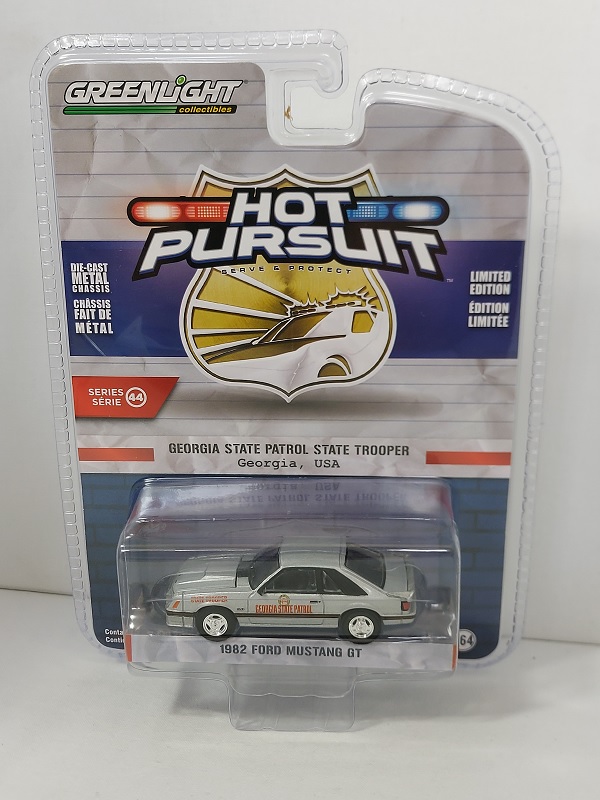 GREENLIGHT
collectibles
HOT
PURSUIT
™
SERVE & PROTECT
DIE-CAST
METAL
CHASSIS
CHÂSSIS
FAIT DE
MÉTAL
LIMITED
EDITION
ÉDITION
LIMITÉE
SERIES
SÉRIE
44
GEORGIA STATE PATROL STATE TROOPER
Georgia, USA
STATE TROOPER
GEORGIA STATE PATROL
1982 FORD MUSTANG GT
64